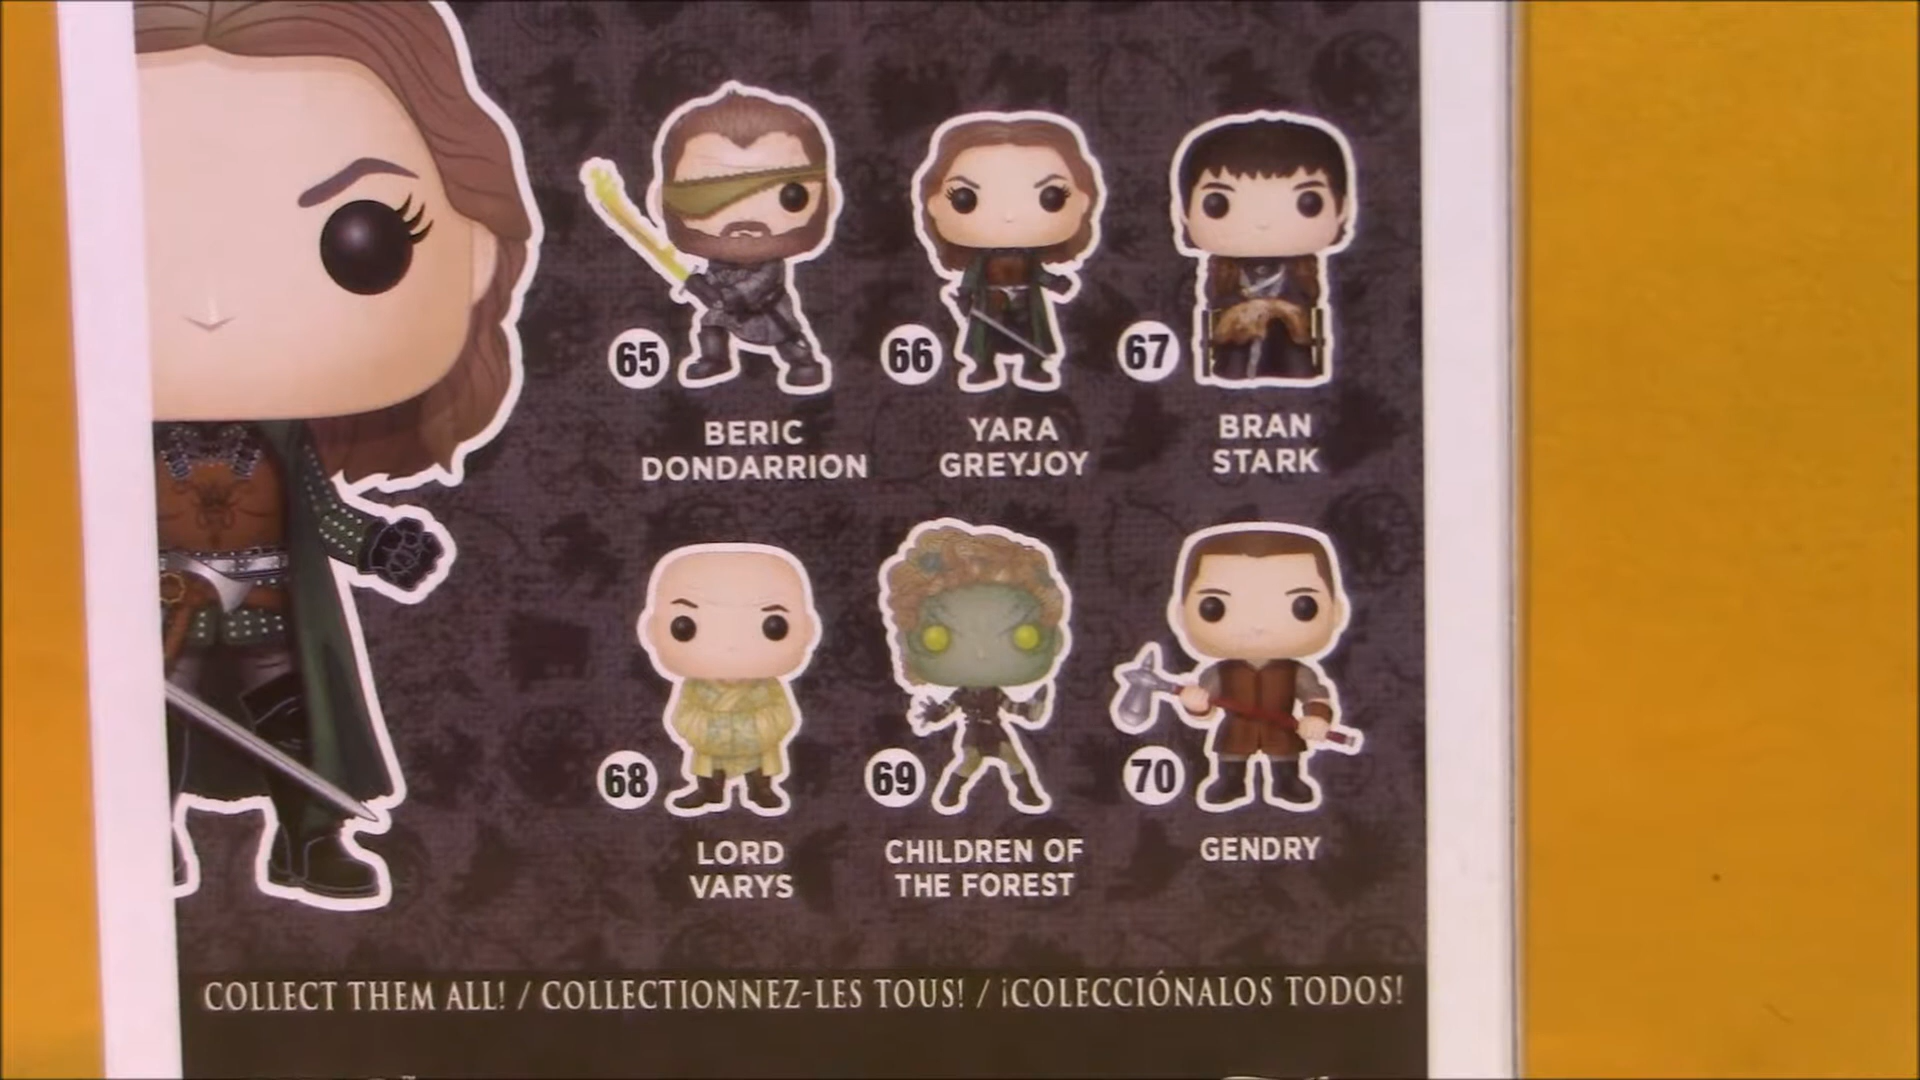 65
BERIC
DONDARRION
66
YARA
GREYJOY
67
BRAN
STARK
68
LORD
VARYS
69
CHILDREN OF
THE FOREST
70
GENDRY
COLLECT THEM ALL! / COLLECTIONNEZ-LES TOUS! / ¡COLECCIÓNALOS TODOS!